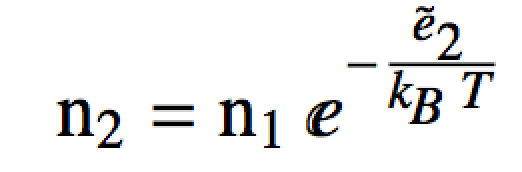 n₂ = n₁ e^(-ẽ₂/(k_B T))